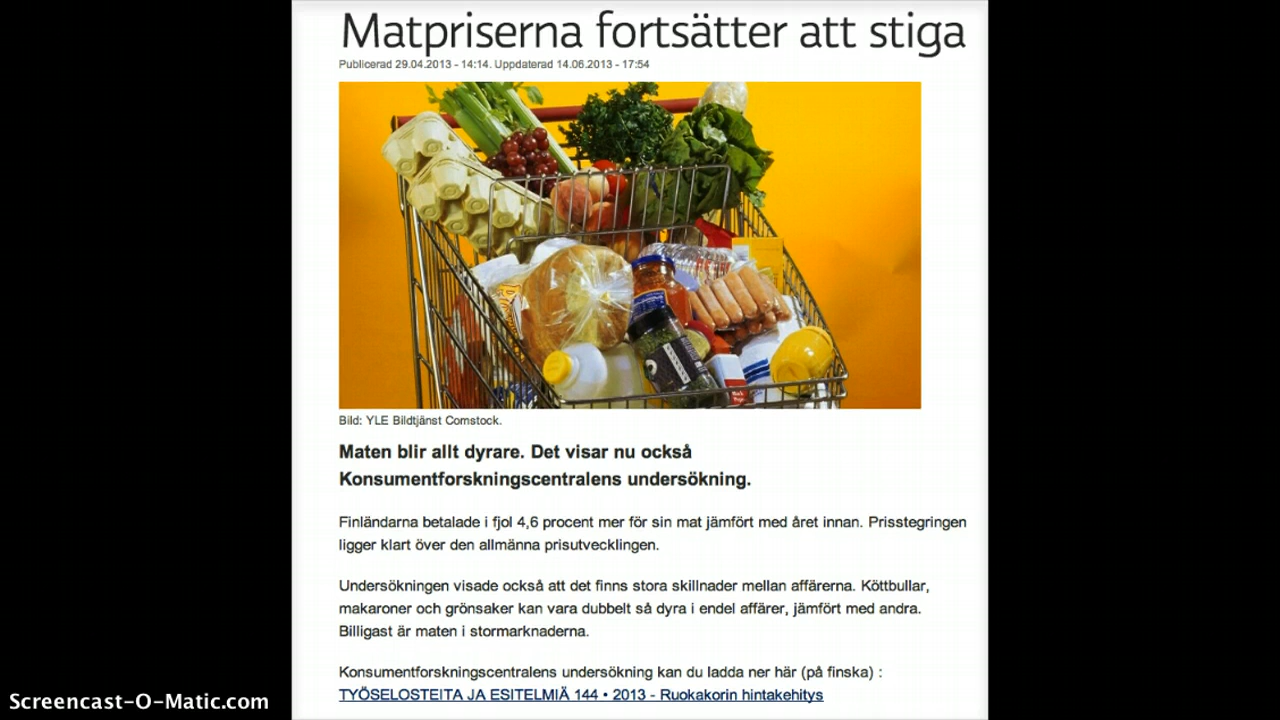 Matpriserna fortsätter att stiga
Publicerad 29.04.2013 - 14:14. Uppdaterad 14.06.2013 - 17:54
Bild: YLE Bildtjänst Comstock.
Maten blir allt dyrare. Det visar nu också
Konsumentforskningscentralens undersökning.
Finländarna betalade i fjol 4,6 procent mer för sin mat jämfört med året innan. Prisstegringen
ligger klart över den allmänna prisutvecklingen.
Undersökningen visade också att det finns stora skillnader mellan affärerna. Köttbullar,
makaroner och grönsaker kan vara dubbelt så dyra i endel affärer, jämfört med andra.
Billigast är maten i stormarknaderna.
Konsumentforskningscentralens undersökning kan du ladda ner här (på finska) :
TYÖSELOSTEITA JA ESITELMIÄ 144 • 2013 - Ruokakorin hintakehitys
Screencast-O-Matic.com